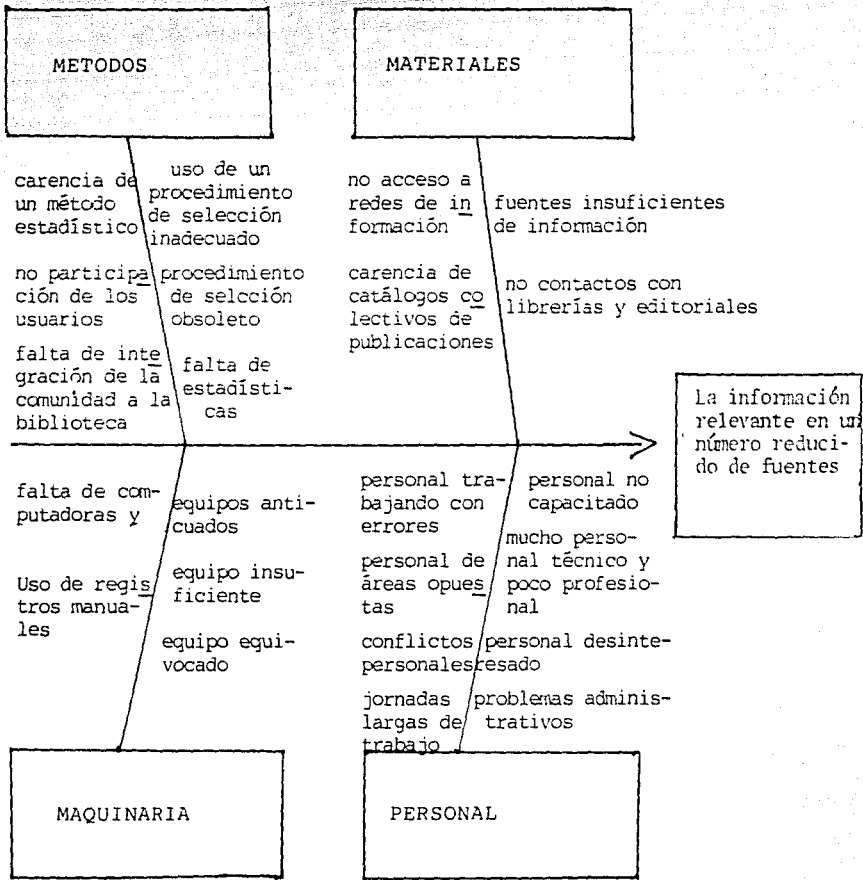 METODOS
MATERIALES
carencia de
un método
estadístico
uso de un
procedimiento
de selección
inadecuado
no participa
ción de los
usuarios
procedimiento
de selcción
obsoleto
falta de inte
gración de la
comunidad a la
biblioteca
falta de
estadísti-
cas
no acceso a
redes de in
formación
fuentes insuficientes
de información
carencia de
catálogos co
lectivos de
publicaciones
no contactos con
librerías y editoriales
La información
relevante en un
número reduci-
do de fuentes
falta de com-
putadoras y
equipos anti-
cuados
Uso de regis
tros manua-
les
equipo insu-
ficiente
equipo equi-
vocado
personal tra-
bajando con
errores
personal no
capacitado
personal de
áreas opues
tas
mucho perso-
nal técnico y
poco profesio-
nal
conflictos
personales
personal desinte-
resado
jornadas
largas de
trabajo
problemas adminis-
trativos
MAQUINARIA
PERSONAL